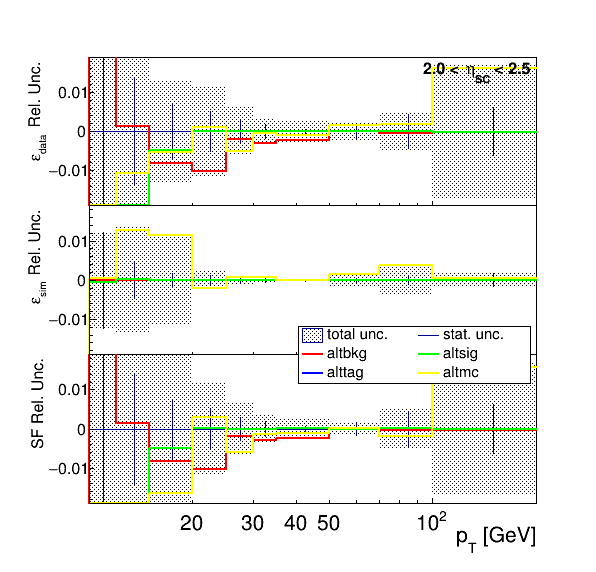 2.0 < η_SC < 2.5
ε_data Rel. Unc.
0.01
0
−0.01
ε_sim Rel. Unc.
0.01
0
−0.01
total unc. stat. unc.
altbkg altsig
alttag altmc
SF Rel. Unc.
0.01
0
−0.01
20 30 40 50 10²
p_T [GeV]